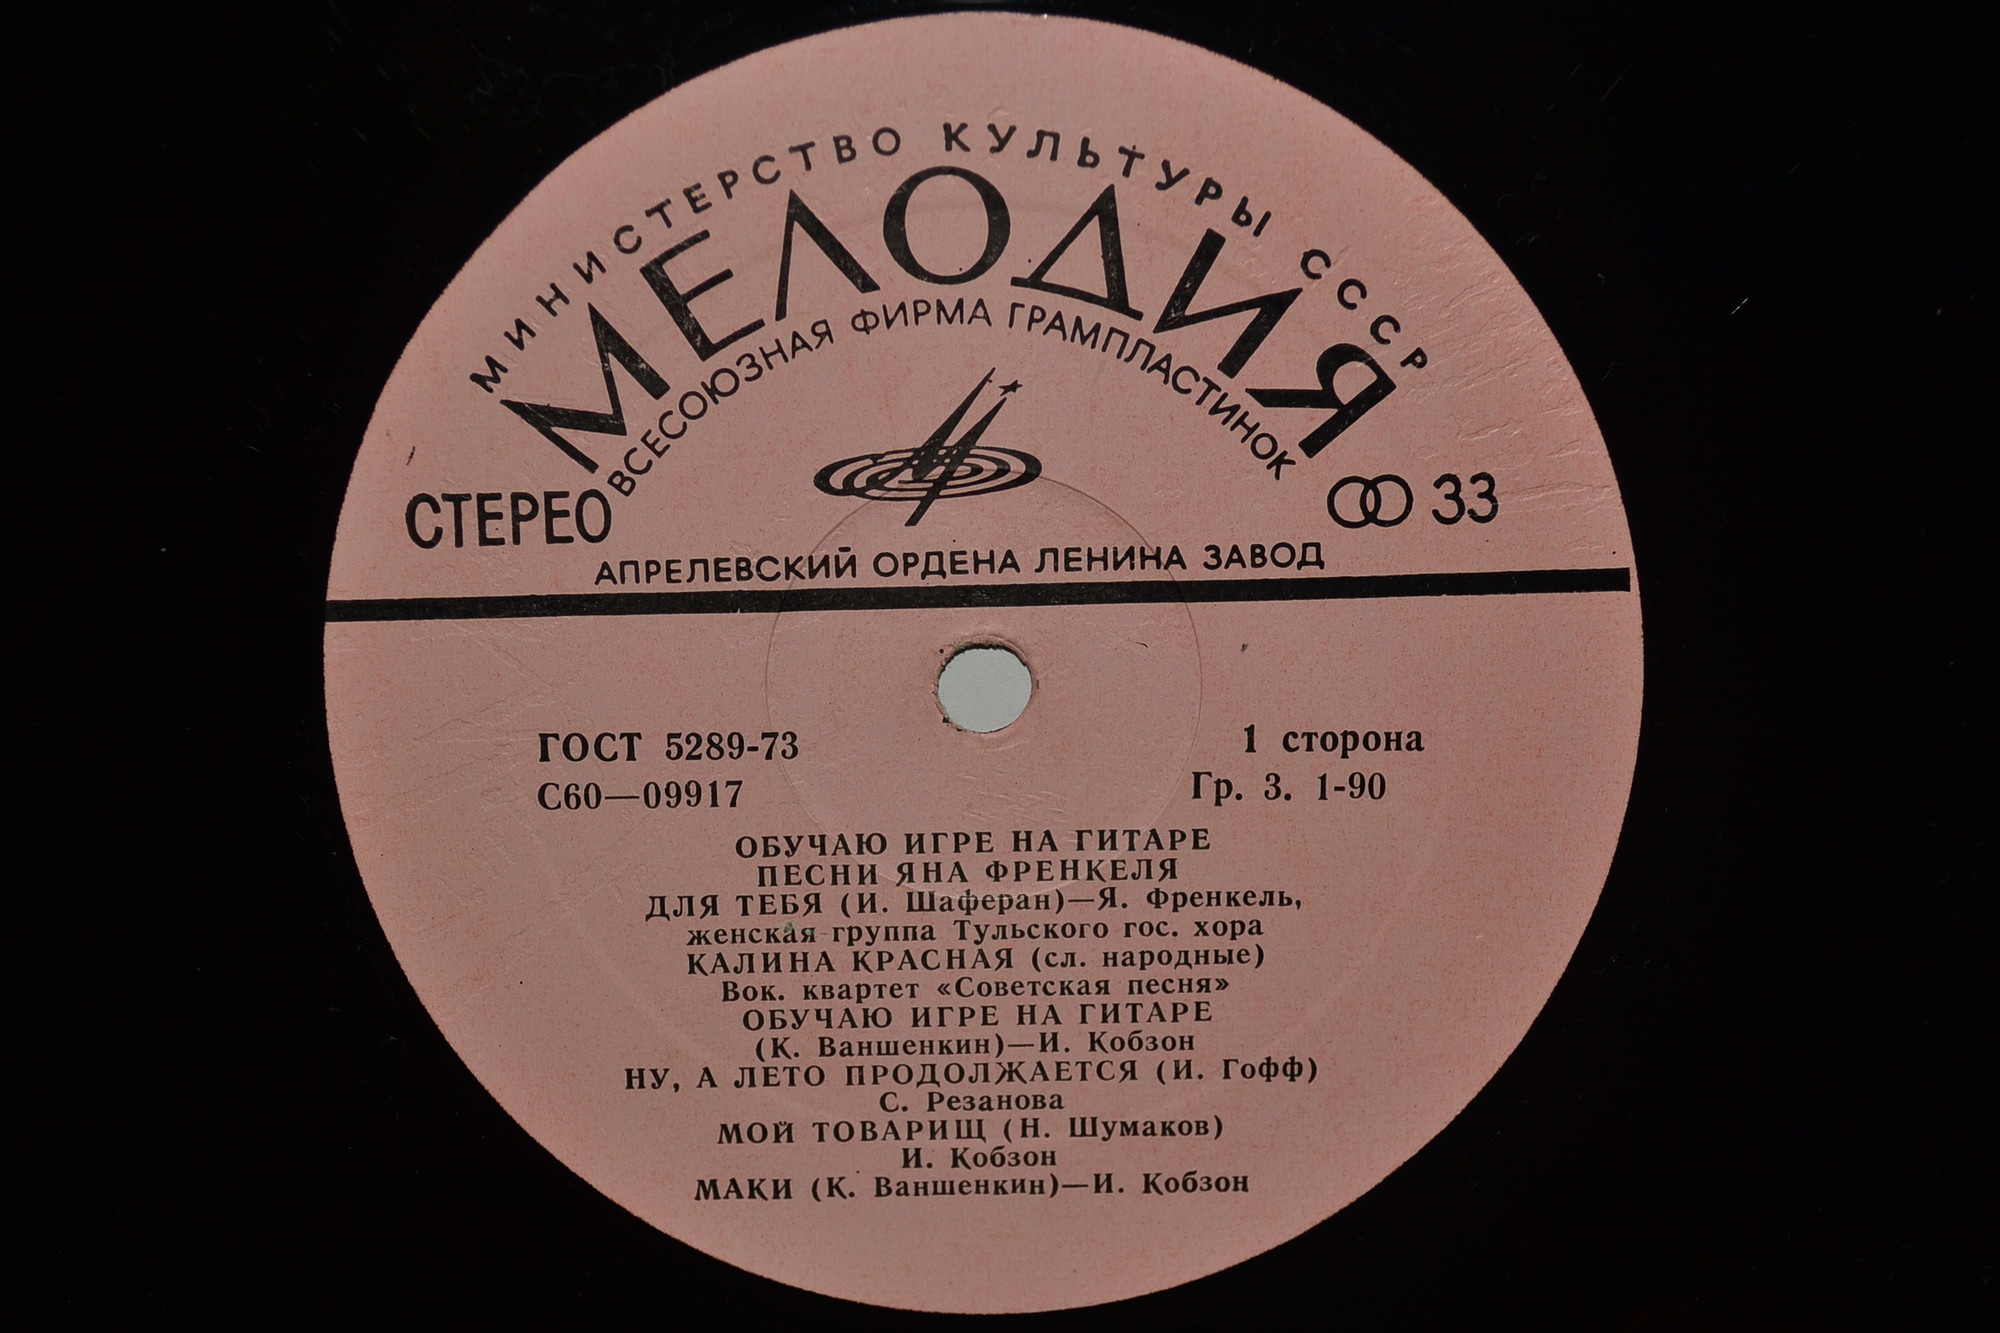 МИНИСТЕРСТВО КУЛЬТУРЫ СССР
МЕЛОДИЯ
ВСЕСОЮЗНАЯ ФИРМА ГРАМПЛАСТИНОК
СТЕРЕО
33
АПРЕЛЕВСКИЙ ОРДЕНА ЛЕНИНА ЗАВОД
ГОСТ 5289-73
1 сторона
С60—09917
Гр. 3. 1-90
ОБУЧАЮ ИГРЕ НА ГИТАРЕ
ПЕСНИ ЯНА ФРЕНКЕЛЯ
ДЛЯ ТЕБЯ (И. Шаферан)—Я. Френкель,
женская группа Тульского гос. хора
КАЛИНА КРАСНАЯ (сл. народные)
Вок. квартет «Советская песня»
ОБУЧАЮ ИГРЕ НА ГИТАРЕ
(К. Ваншенкин)—И. Кобзон
НУ, А ЛЕТО ПРОДОЛЖАЕТСЯ (И. Гофф)
С. Резанова
МОЙ ТОВАРИЩ (Н. Шумаков)
И. Кобзон
МАКИ (К. Ваншенкин)—И. Кобзон